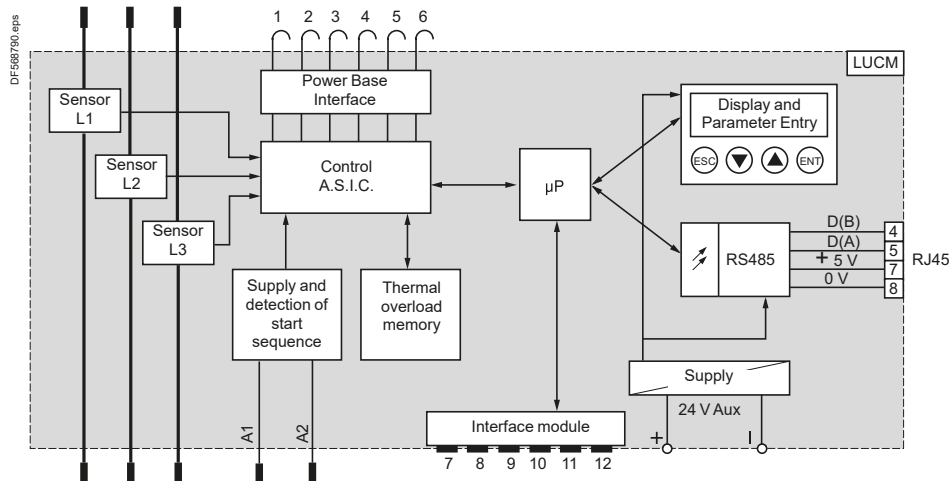 DF568790.eps
1 2 3 4 5 6
LUCM
Power Base
Interface
Sensor
L1
Sensor
L2
Sensor
L3
Control
A.S.I.C.
µP
Display and
Parameter Entry
ESC
ENT
RS485
D(B)
D(A)
+ 5 V
0 V
4
5
7
8
RJ45
Supply and
detection of
start
sequence
Thermal
overload
memory
Supply
24 V Aux
+ –
A1
A2
Interface module
7 8 9 10 11 12